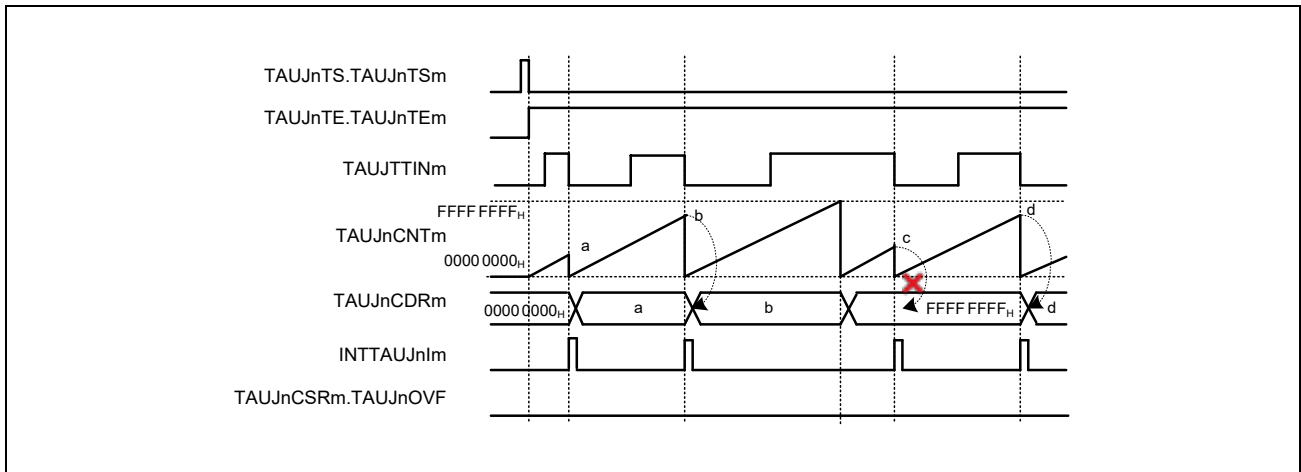 TAUJnTS.TAUJnTSm
TAUJnTE.TAUJnTEm
TAUJTTINm
FFFF FFFFH
TAUJnCNTm
0000 0000H
a
b
c
d
TAUJnCDRm
0000 0000H
a
b
FFFF FFFFH
d
INTTAUJnIm
TAUJnCSRm.TAUJnOVF